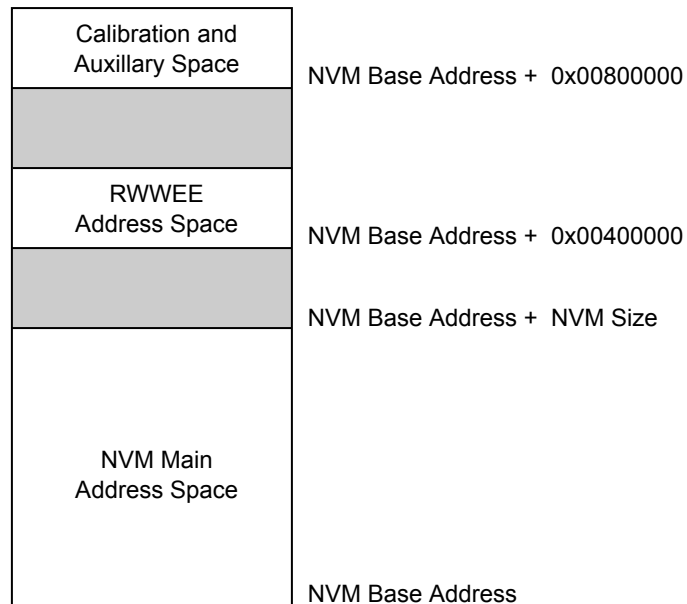 Calibration and
Auxillary Space
NVM Base Address + 0x00800000
RWWEE
Address Space
NVM Base Address + 0x00400000
NVM Base Address + NVM Size
NVM Main
Address Space
NVM Base Address